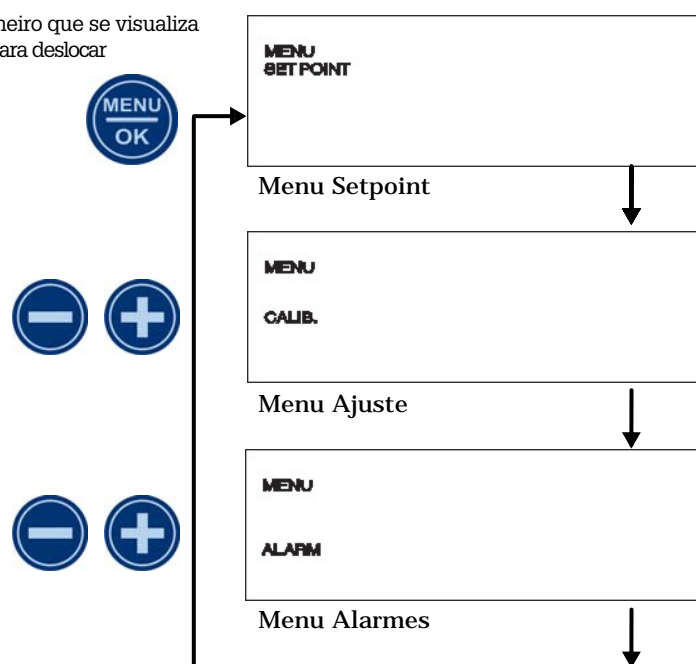 neiro que se visualiza
ara deslocar
MENU
OK
MENU
SET POINT
Menu Setpoint
MENU
CALIB.
Menu Ajuste
MENU
ALARM
Menu Alarmes